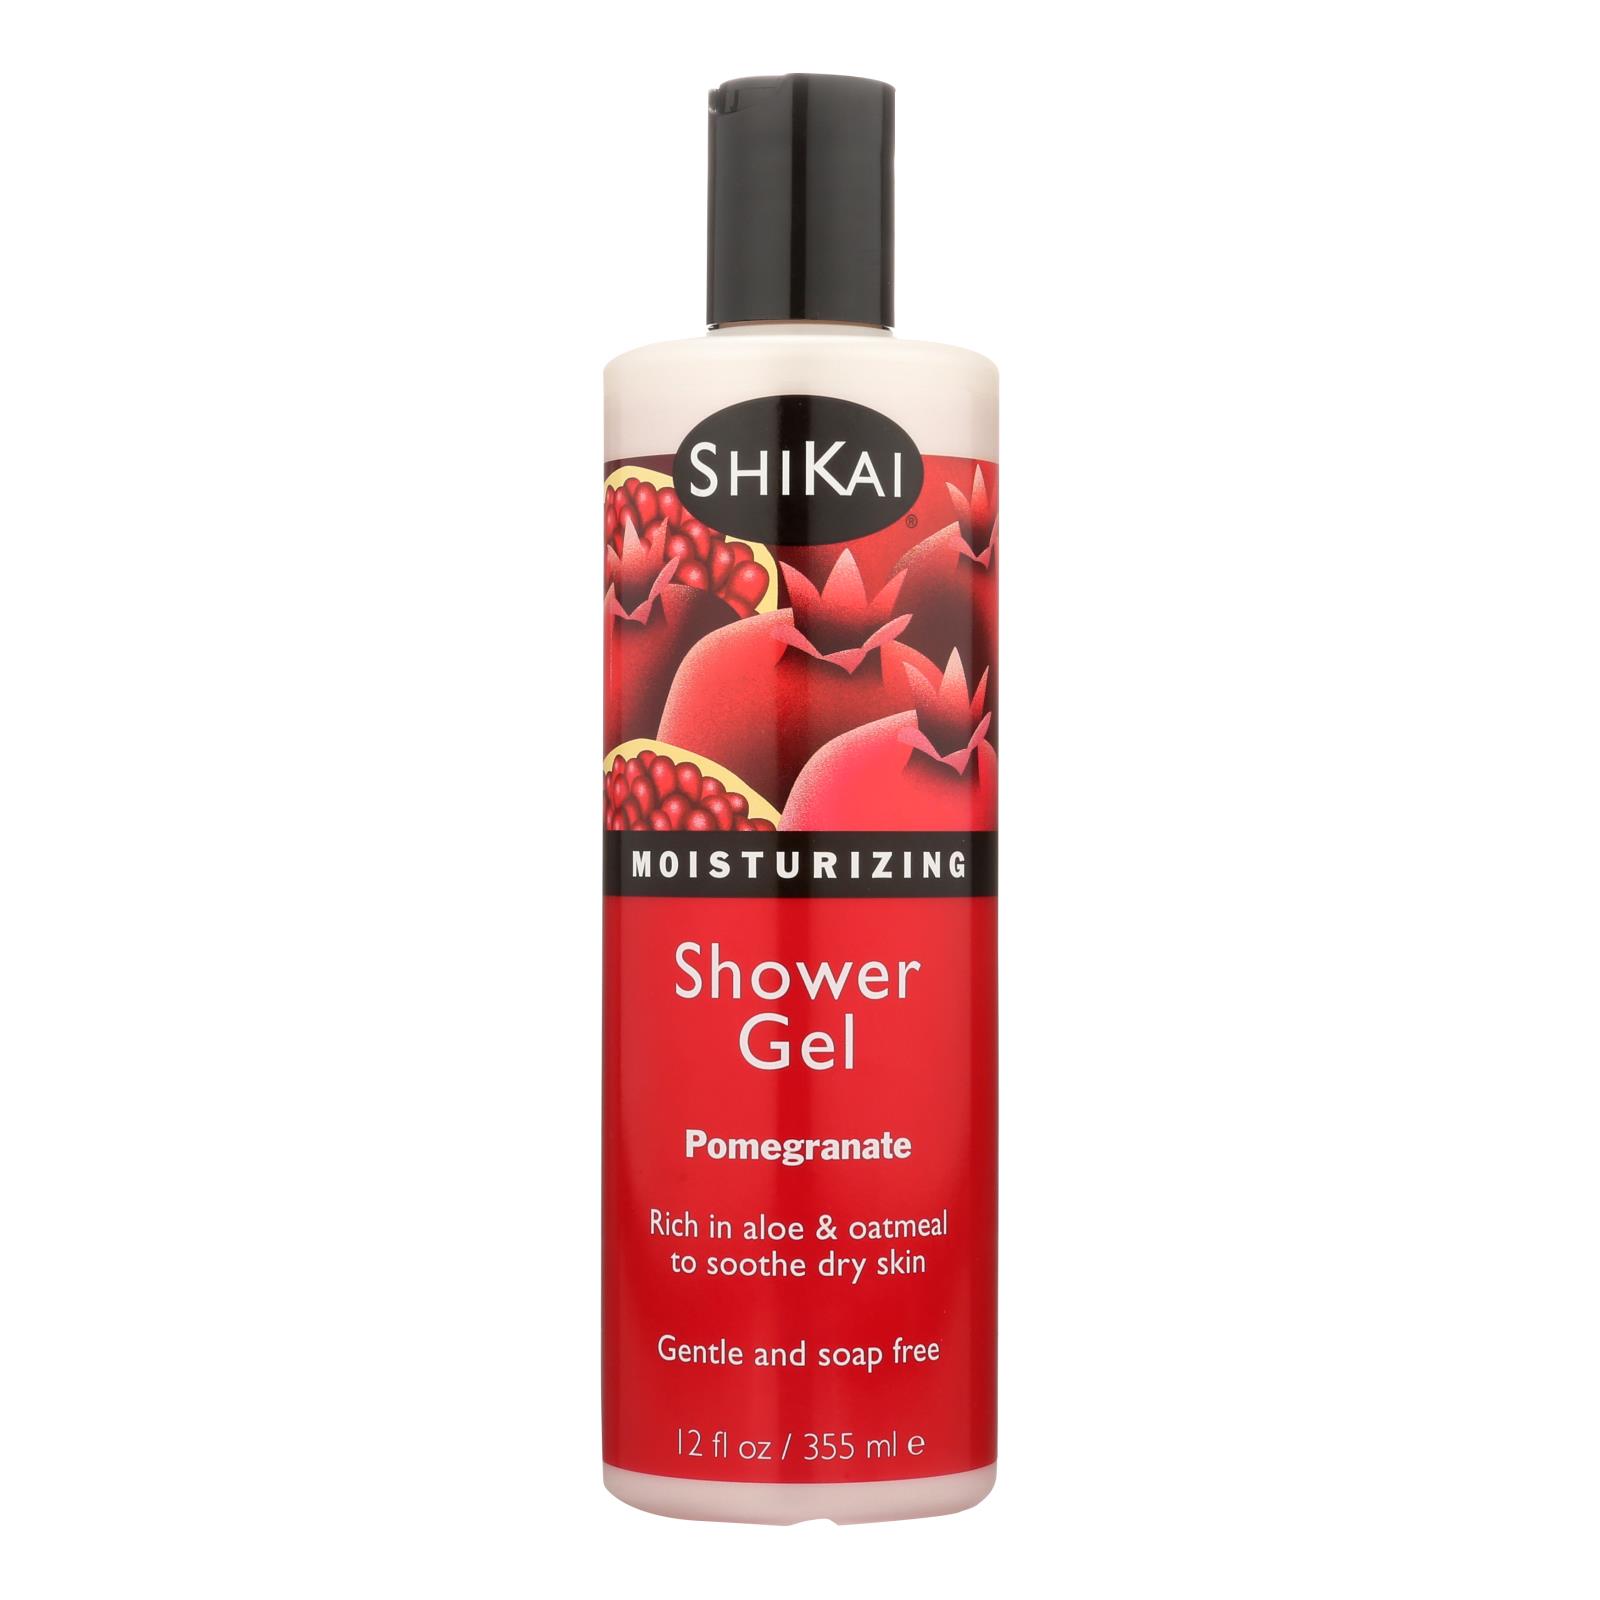 SHIKAI
®
MOISTURIZING
Shower
Gel
Pomegranate
Rich in aloe & oatmeal
to soothe dry skin
Gentle and soap free
12 fl oz / 355 ml e